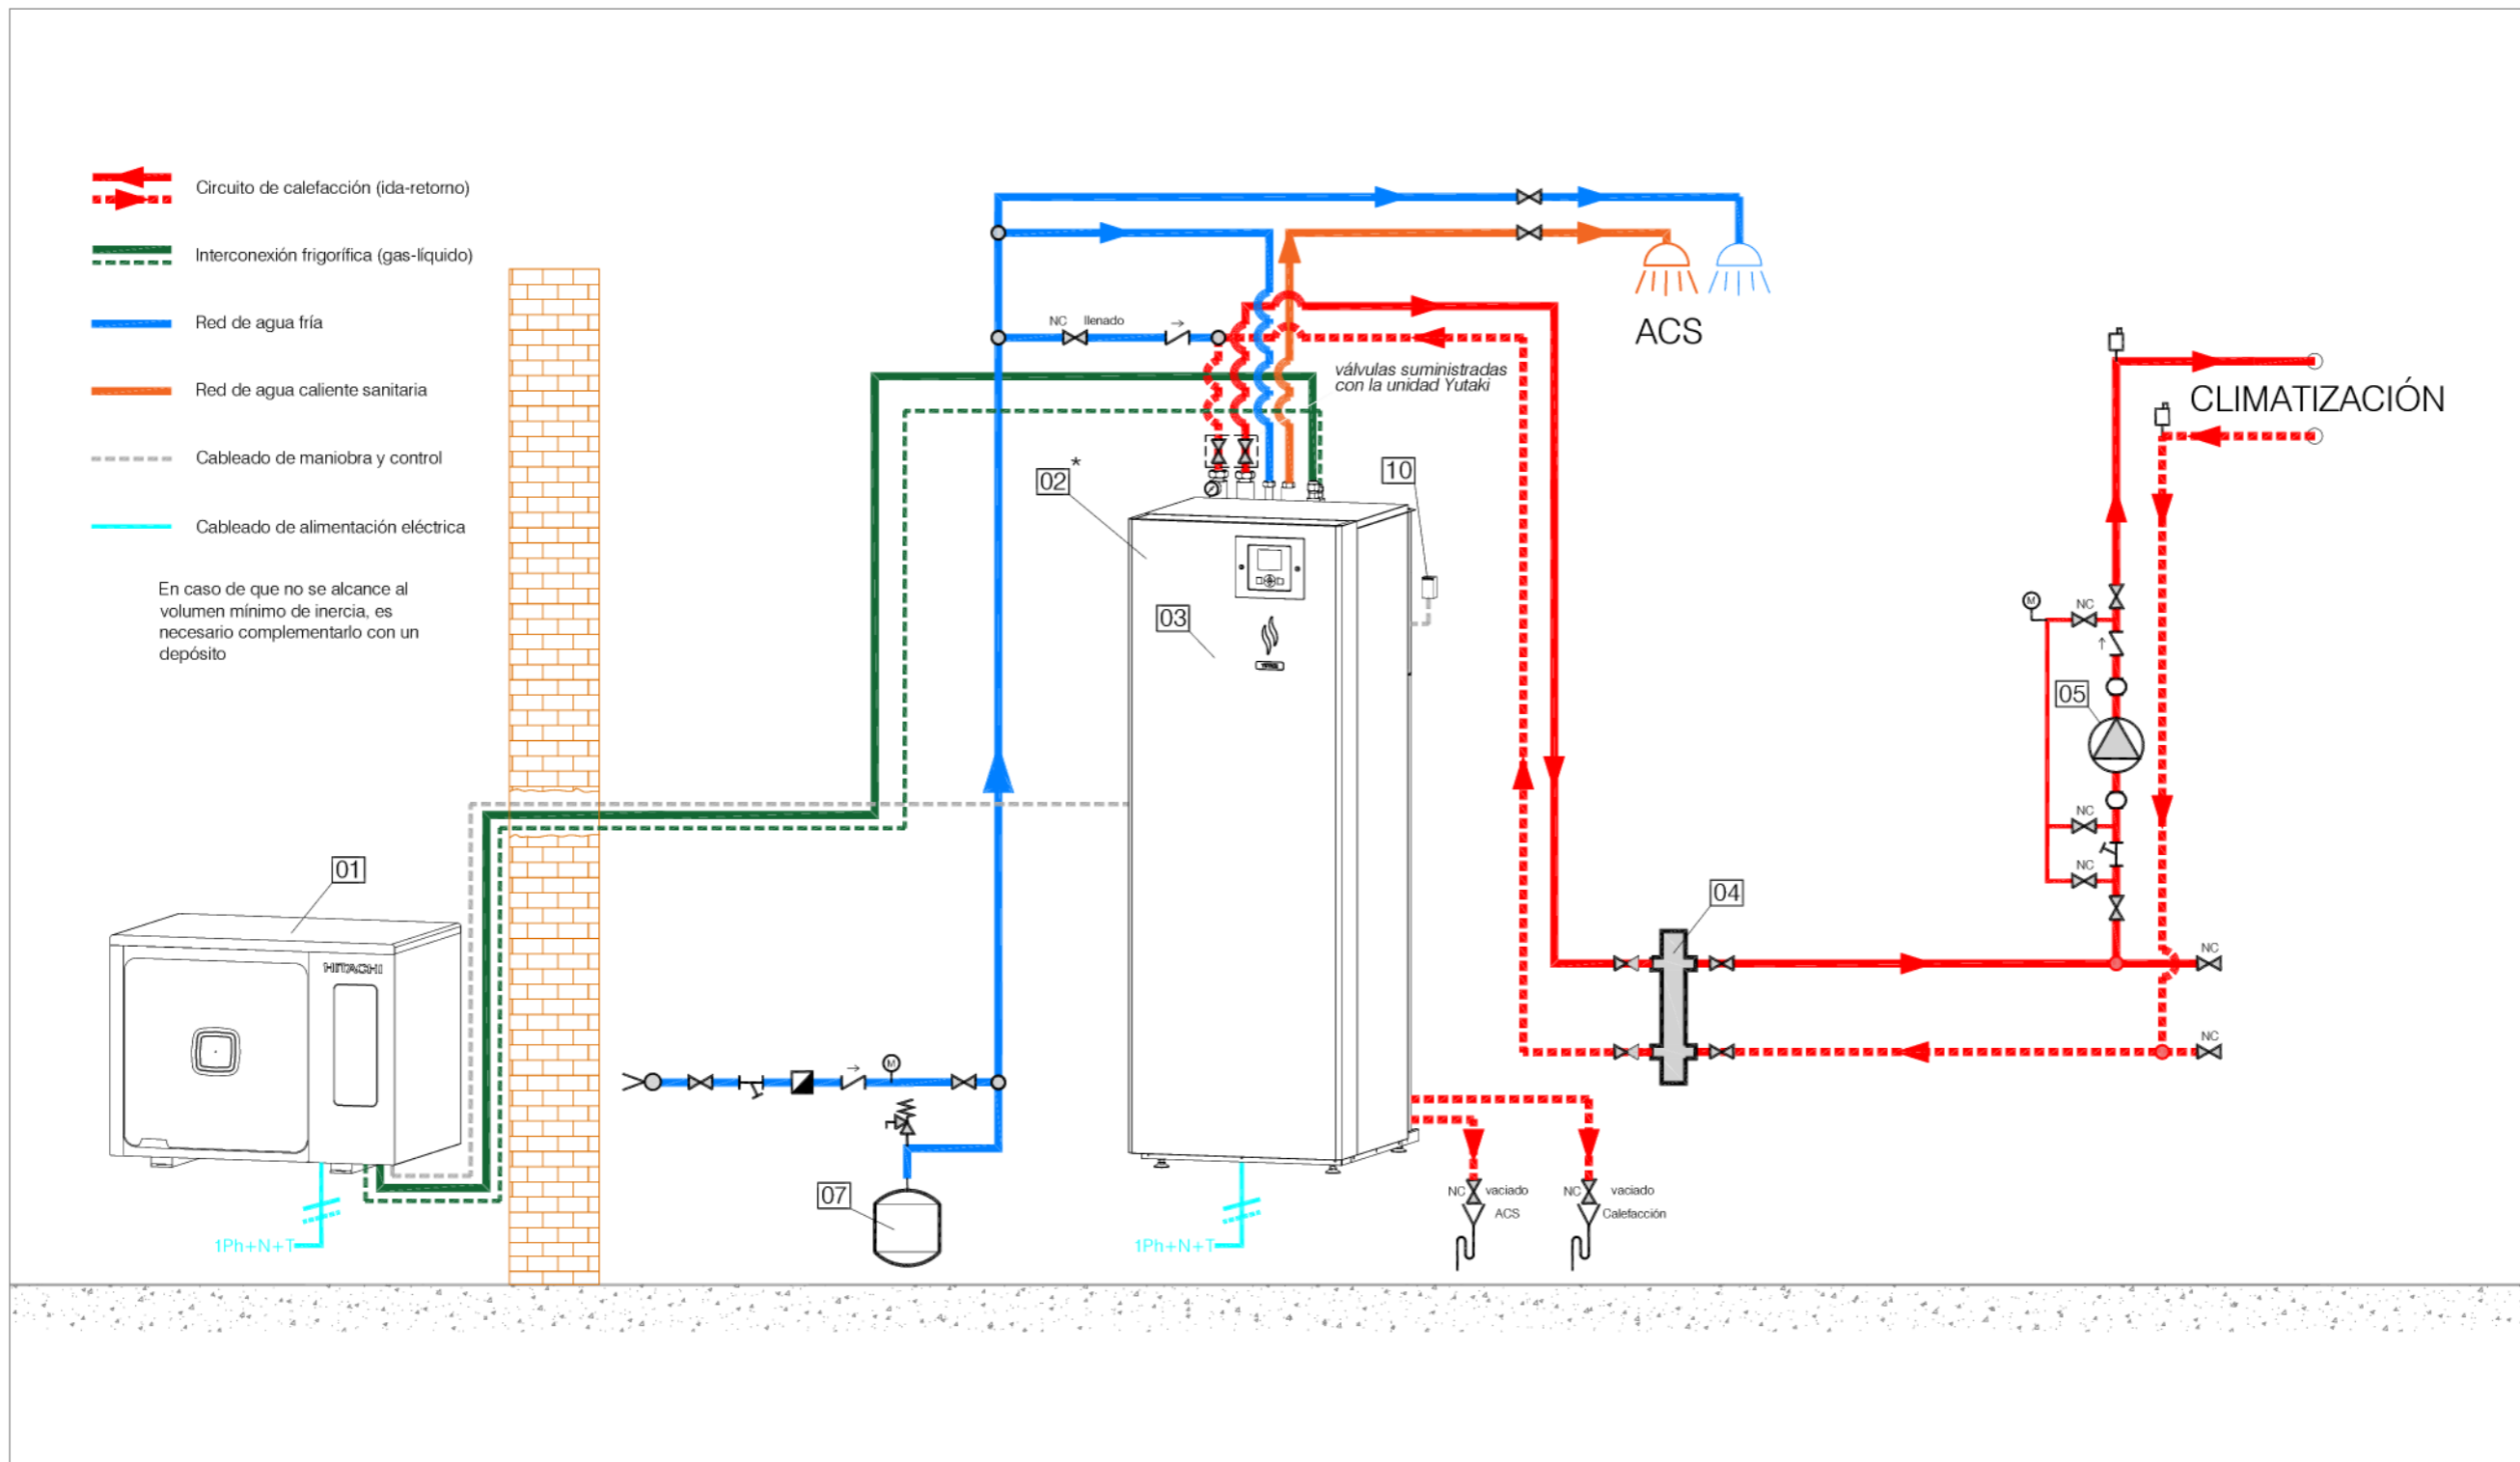 Circuito de calefacción (ida-retorno)
Interconexión frigorífica (gas-líquido)
Red de agua fría
Red de agua caliente sanitaria
Cableado de maniobra y control
Cableado de alimentación eléctrica
En caso de que no se alcance al
volumen mínimo de inercia, es
necesario complementarlo con un
depósito
NC llenado
ACS
válvulas suministradas
con la unidad Yutaki
CLIMATIZACIÓN
02*
10
03
M
NC
05
NC
NC
01
04
HITACHI
NC
NC
M
07
NC vaciado
ACS
NC vaciado
Calefacción
1Ph+N+T
1Ph+N+T